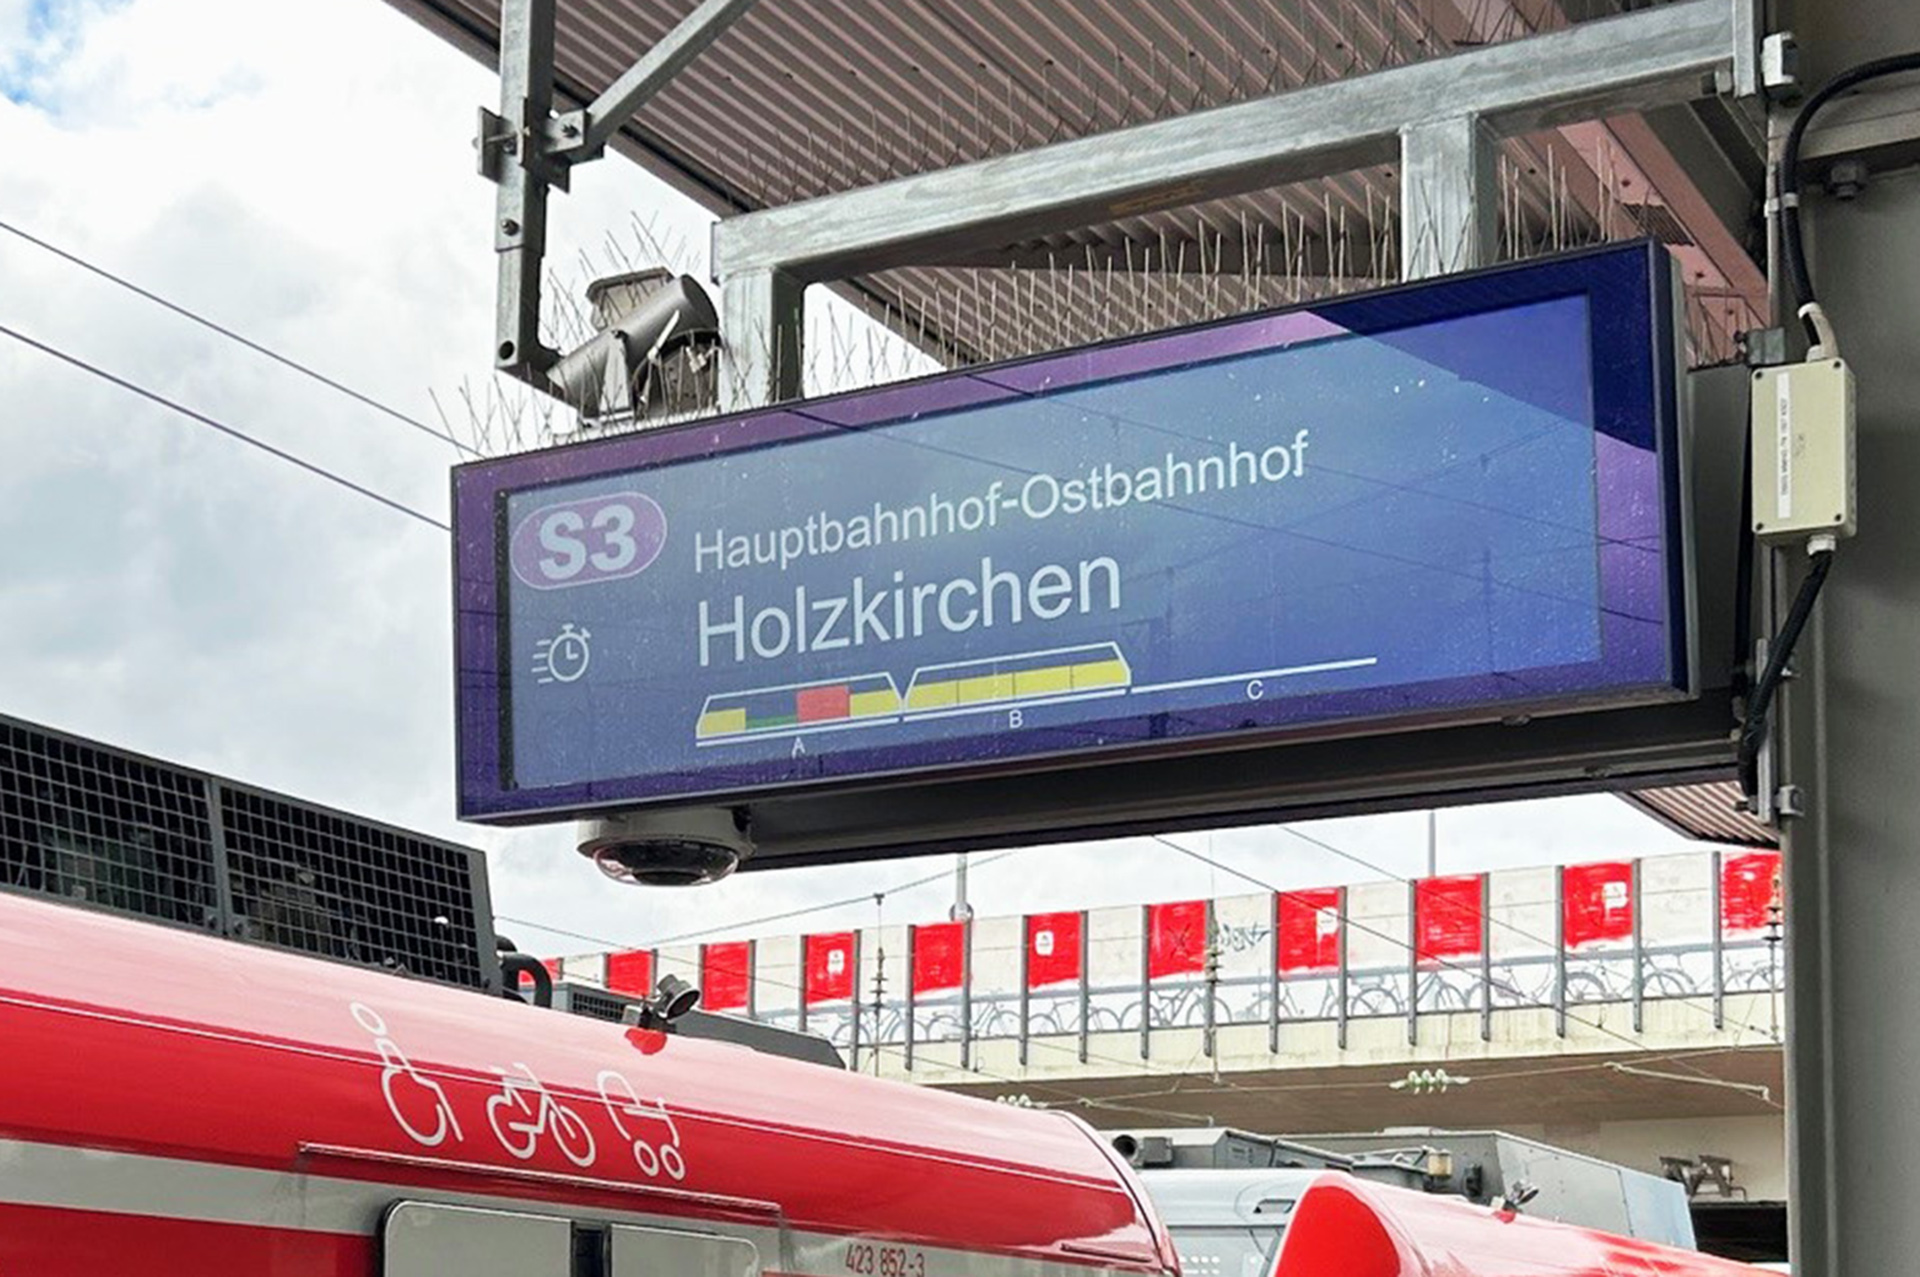 S3
Hauptbahnhof-Ostbahnhof
Holzkirchen
A
B
C
423 852-3